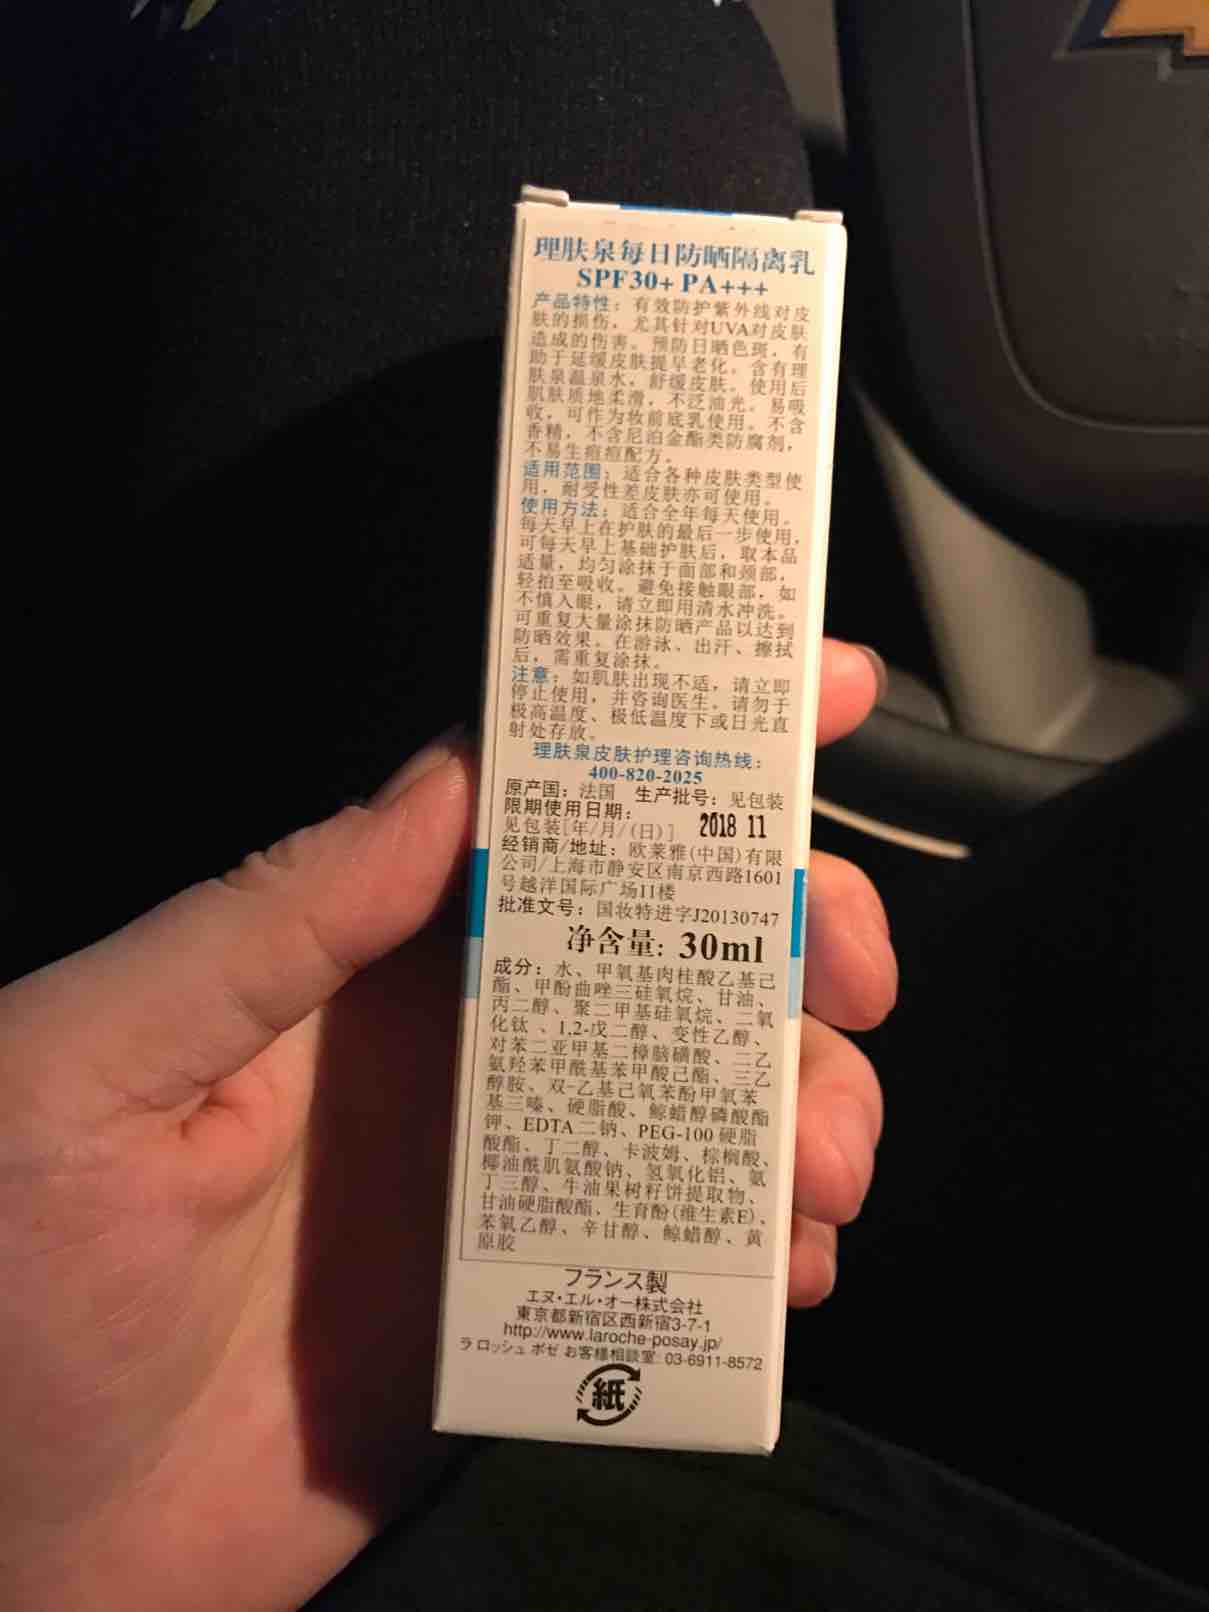 理肤泉每日防晒隔离乳
SPF30+ PA+++
产品特性：有效防护紫外线对皮
肤的损伤，尤其针对UVA对皮肤
造成的伤害。预防日晒色斑，有
助于延缓皮肤提早老化。含有理
肤泉温泉水，舒缓皮肤。使用后
肌肤质地柔滑，不泛油光。易吸
收，可作为妆前底乳使用。不含
香精，不含尼泊金酯类防腐剂，
不易生痘痘配方。
适用范围：适合各种皮肤类型使
用，耐受性差皮肤亦可使用。
使用方法：适合全年每天使用。
每天早上在护肤的最后一步使用，
可每天早上基础护肤后，取本品
适量，均匀涂抹于面部和颈部，
轻拍至吸收。避免接触眼部，如
不慎入眼，请立即用清水冲洗。
可重复大量涂抹防晒产品以达到
防晒效果。在游泳、出汗、擦拭
后，需重复涂抹。
注意：如肌肤出现不适，请立即
停止使用，并咨询医生。请勿于
极高温度、极低温度下或日光直
射处存放。
理肤泉皮肤护理咨询热线：
400-820-2025
原产国：法国 生产批号：见包装
限期使用日期：
见包装[年/月/(日)] 2018 11
经销商/地址：欧莱雅(中国)有限
公司/上海市静安区南京西路1601
号越洋国际广场11楼
批准文号：国妆特进字J20130747
净含量：30ml
成分：水、甲氧基肉桂酸乙基己
酯、甲酚曲唑三硅氧烷、甘油、
丙二醇、聚二甲基硅氧烷、二氧
化钛、1,2-戊二醇、变性乙醇、
对苯二亚甲基二樟脑磺酸、二乙
氨羟苯甲酰基苯甲酸己酯、三乙
醇胺、双-乙基己氧苯酚甲氧苯
基三嗪、硬脂酸、鲸蜡醇磷酸酯
钾、EDTA二钠、PEG-100硬脂
酸酯、丁二醇、卡波姆、棕榈酸、
椰油酰肌氨酸钠、氢氧化铝、氨
丁三醇、牛油果树籽饼提取物、
甘油硬脂酸酯、生育酚(维生素E)、
苯氧乙醇、辛甘醇、鲸蜡醇、黄
原胶
フランス製
エヌ・エル・オー株式会社
東京都新宿区西新宿3-7-1
http://www.laroche-posay.jp/
ラ ロッシュ ポゼ お客様相談室: 03-6911-8572
紙